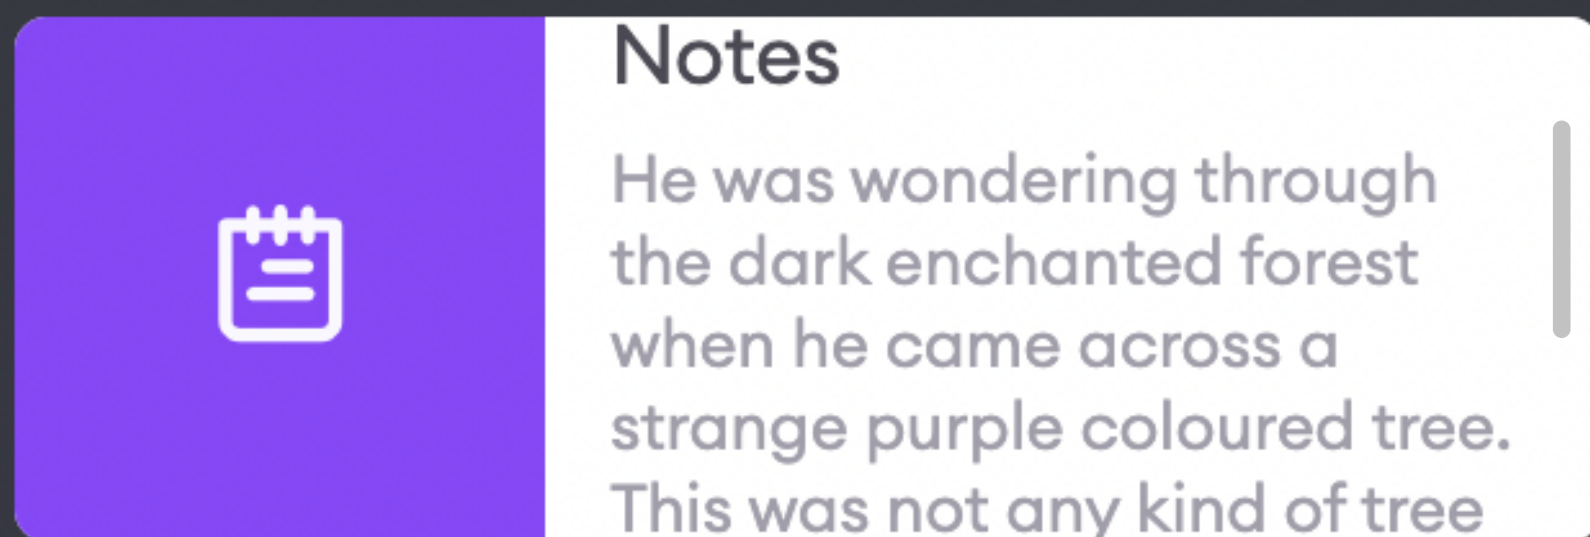 Notes
He was wondering through
the dark enchanted forest
when he came across a
strange purple coloured tree.
This was not any kind of tree